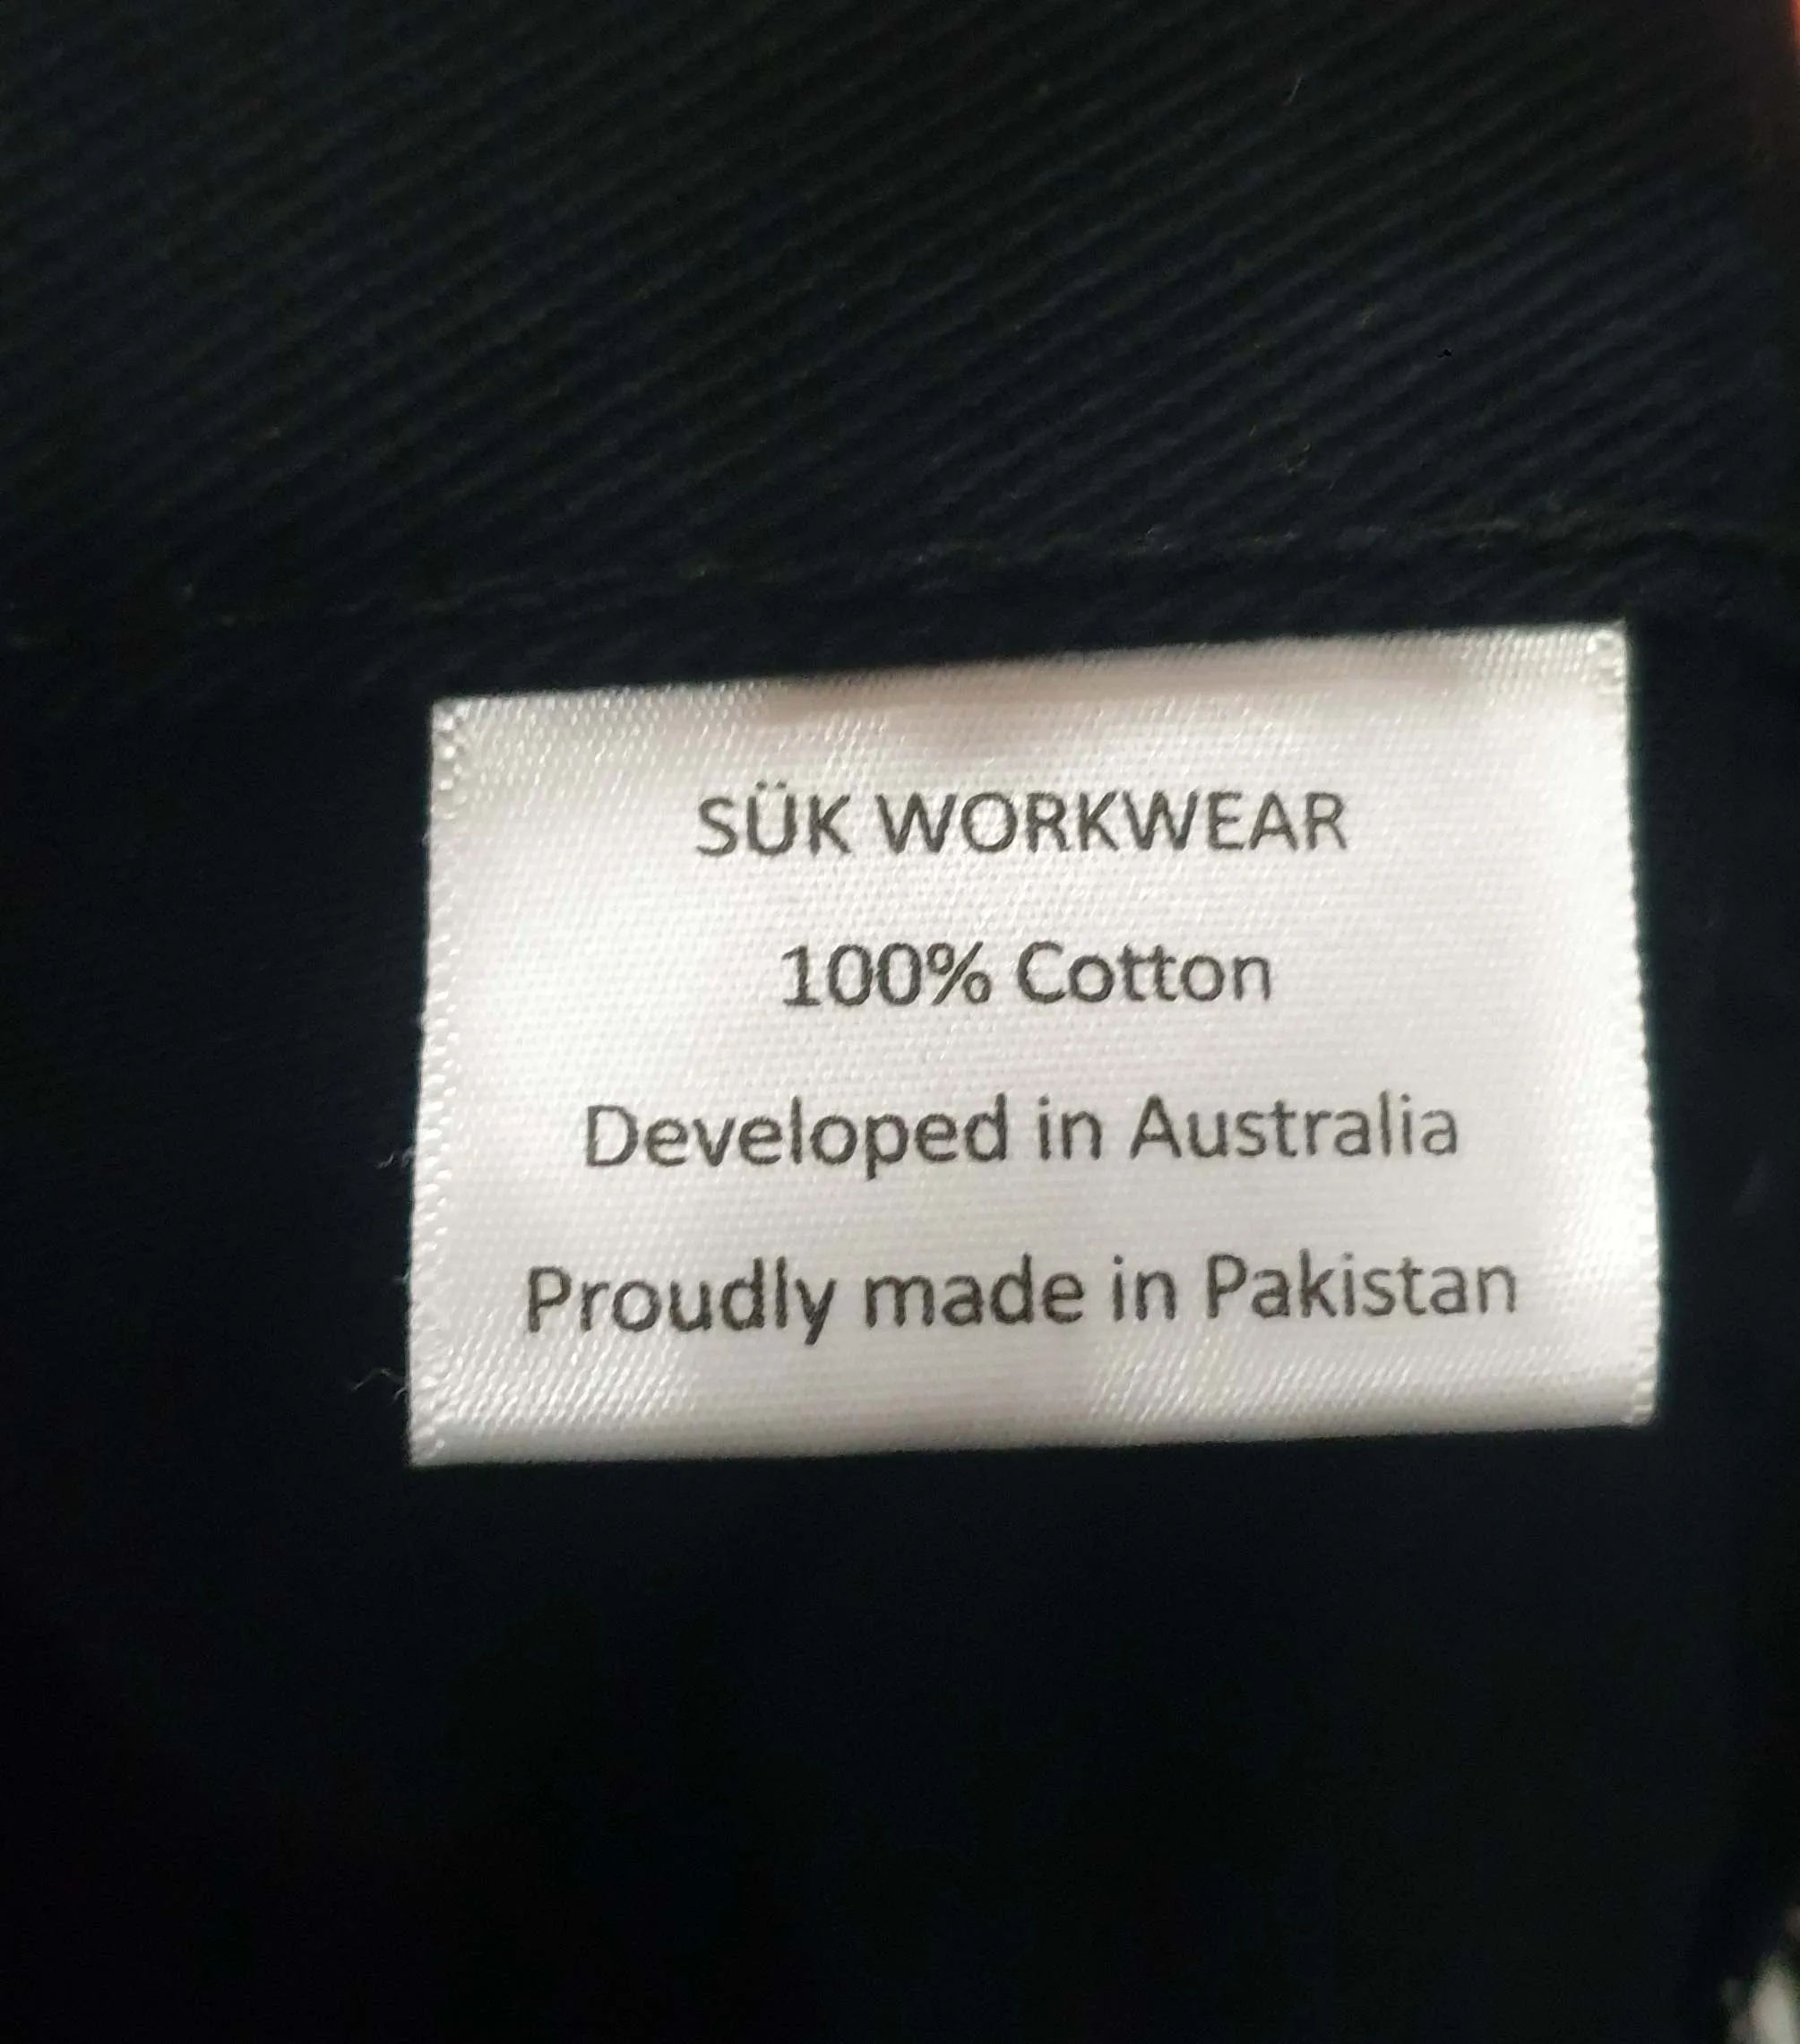 SÜK WORKWEAR
100% Cotton
Developed in Australia
Proudly made in Pakistan